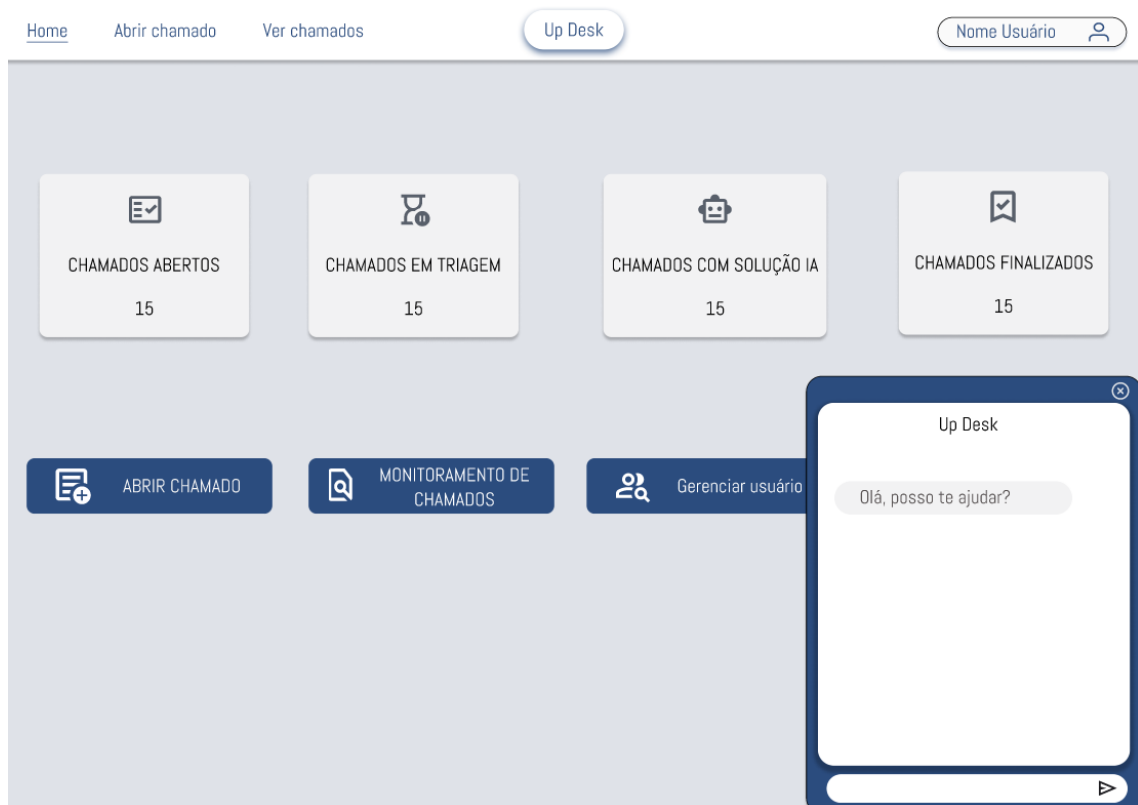 Home
Abrir chamado
Ver chamados
Up Desk
Nome Usuário
CHAMADOS ABERTOS
15
CHAMADOS EM TRIAGEM
15
CHAMADOS COM SOLUÇÃO IA
15
CHAMADOS FINALIZADOS
15
ABRIR CHAMADO
MONITORAMENTO DE
CHAMADOS
Gerenciar usuário
Up Desk
Olá, posso te ajudar?